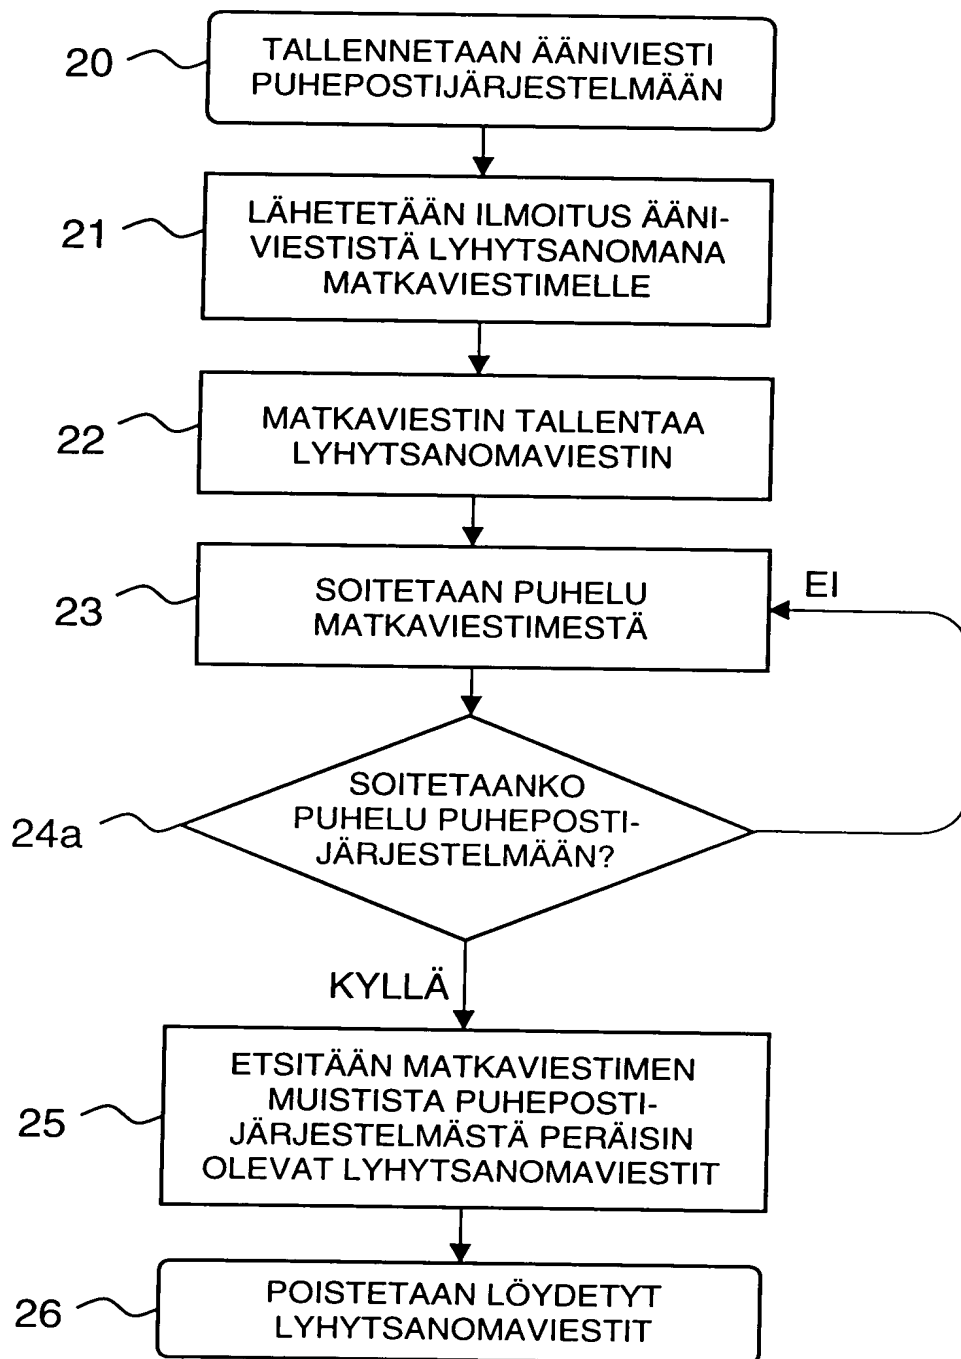 20
TALLENNETAAN ÄÄNIVIESTI
PUHEPOSTIJÄRJESTELMÄÄN
21
LÄHETETÄÄN ILMOITUS ÄÄNI-
VIESTISTÄ LYHYTSANOMANA
MATKAVIESTIMELLE
22
MATKAVIESTIN TALLENTAA
LYHYTSANOMAVIESTIN
23
SOITETAAN PUHELU
MATKAVIESTIMESTÄ
EI
24a
SOITETAANKO
PUHELU PUHEPOSTI-
JÄRJESTELMÄÄN?
KYLLÄ
25
ETSITÄÄN MATKAVIESTIMEN
MUISTISTA PUHEPOSTI-
JÄRJESTELMÄSTÄ PERÄISIN
OLEVAT LYHYTSANOMAVIESTIT
26
POISTETAAN LÖYDETYT
LYHYTSANOMAVIESTIT